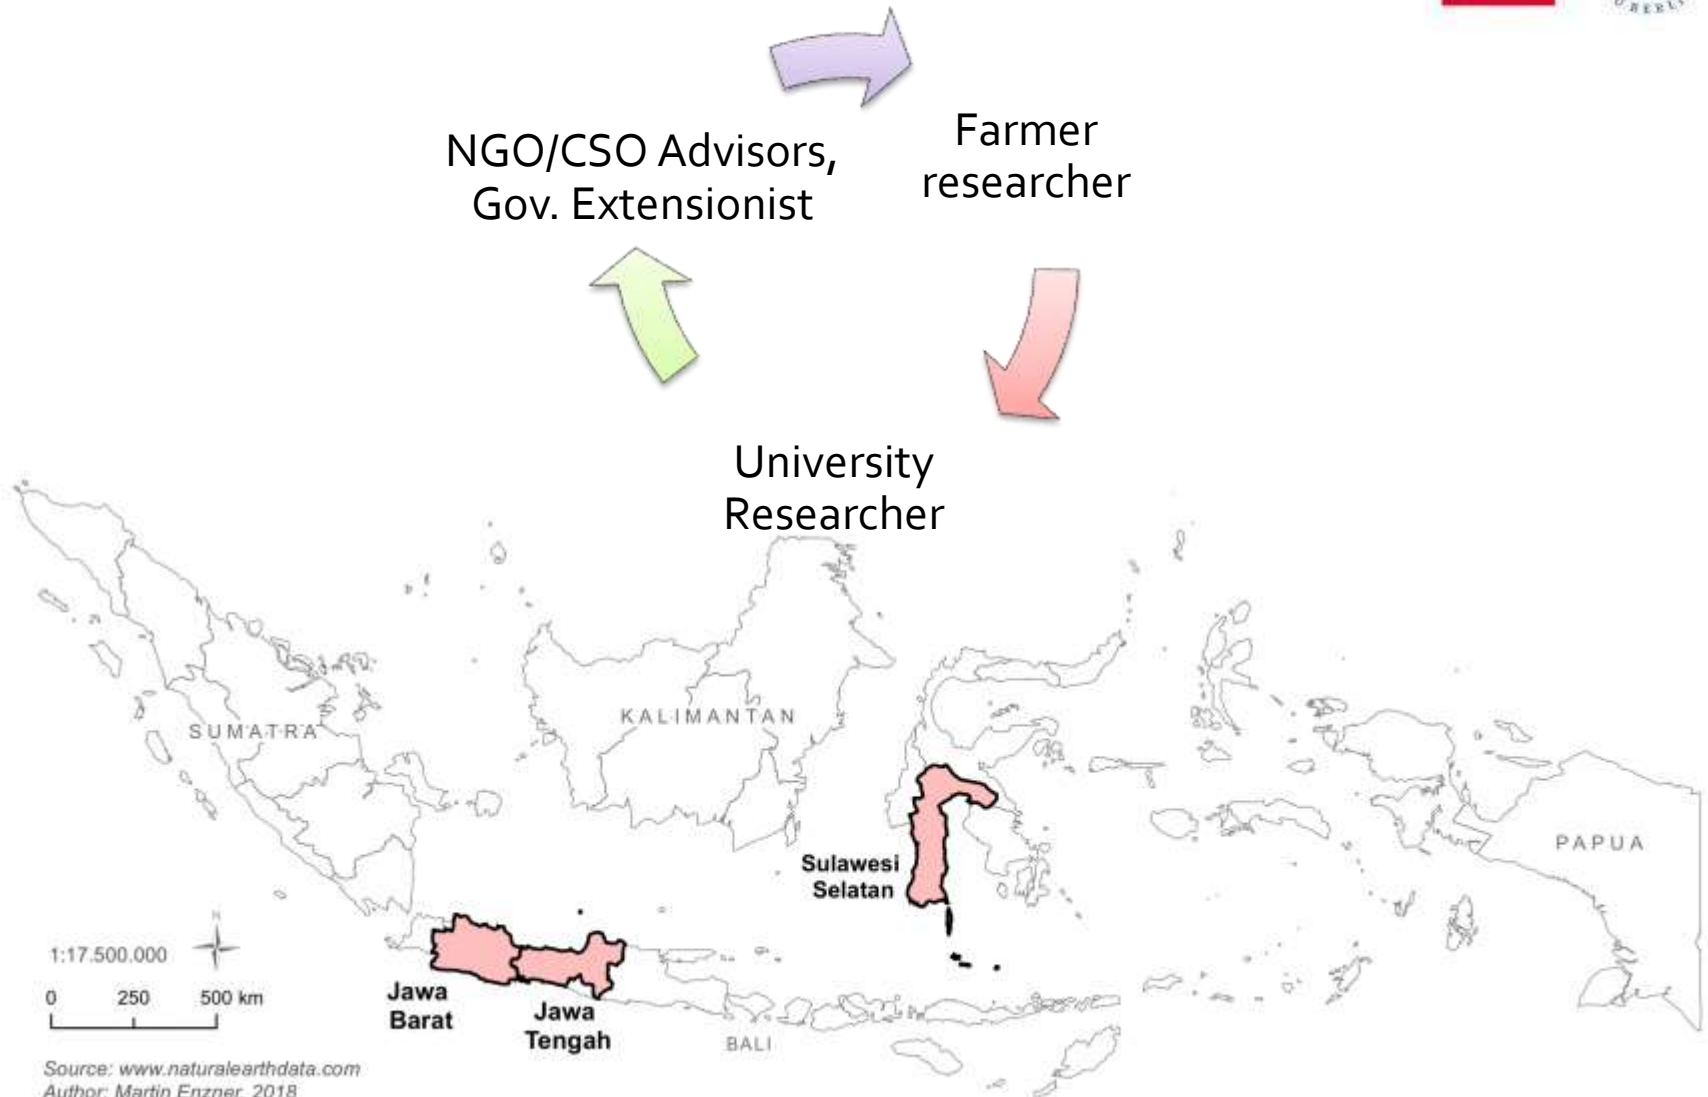 NGO/CSO Advisors,
Gov. Extensionist
Farmer
researcher
University
Researcher
SUMATRA
KALIMANTAN
PAPUA
Sulawesi
Selatan
N
1:17.500.000
0 250 500 km
Jawa
Barat
Jawa
Tengah
BALI
Source: www.naturalearthdata.com
Author: Martin Enzner, 2018